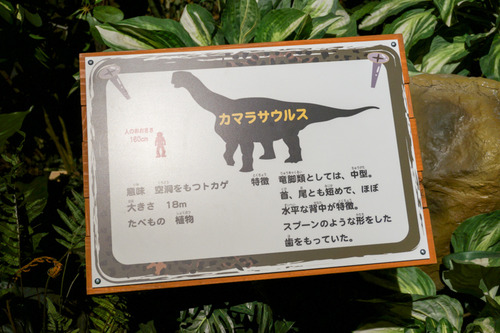 カマラサウルス
人の大きさ
160cm
意味 空洞をもつトカゲ
大きさ 18m
たべもの 植物
特徴 竜脚類としては、中型。
首、尾とも短めで、ほぼ
水平な背中が特徴。
スプーンのような形をした
歯をもっていた。